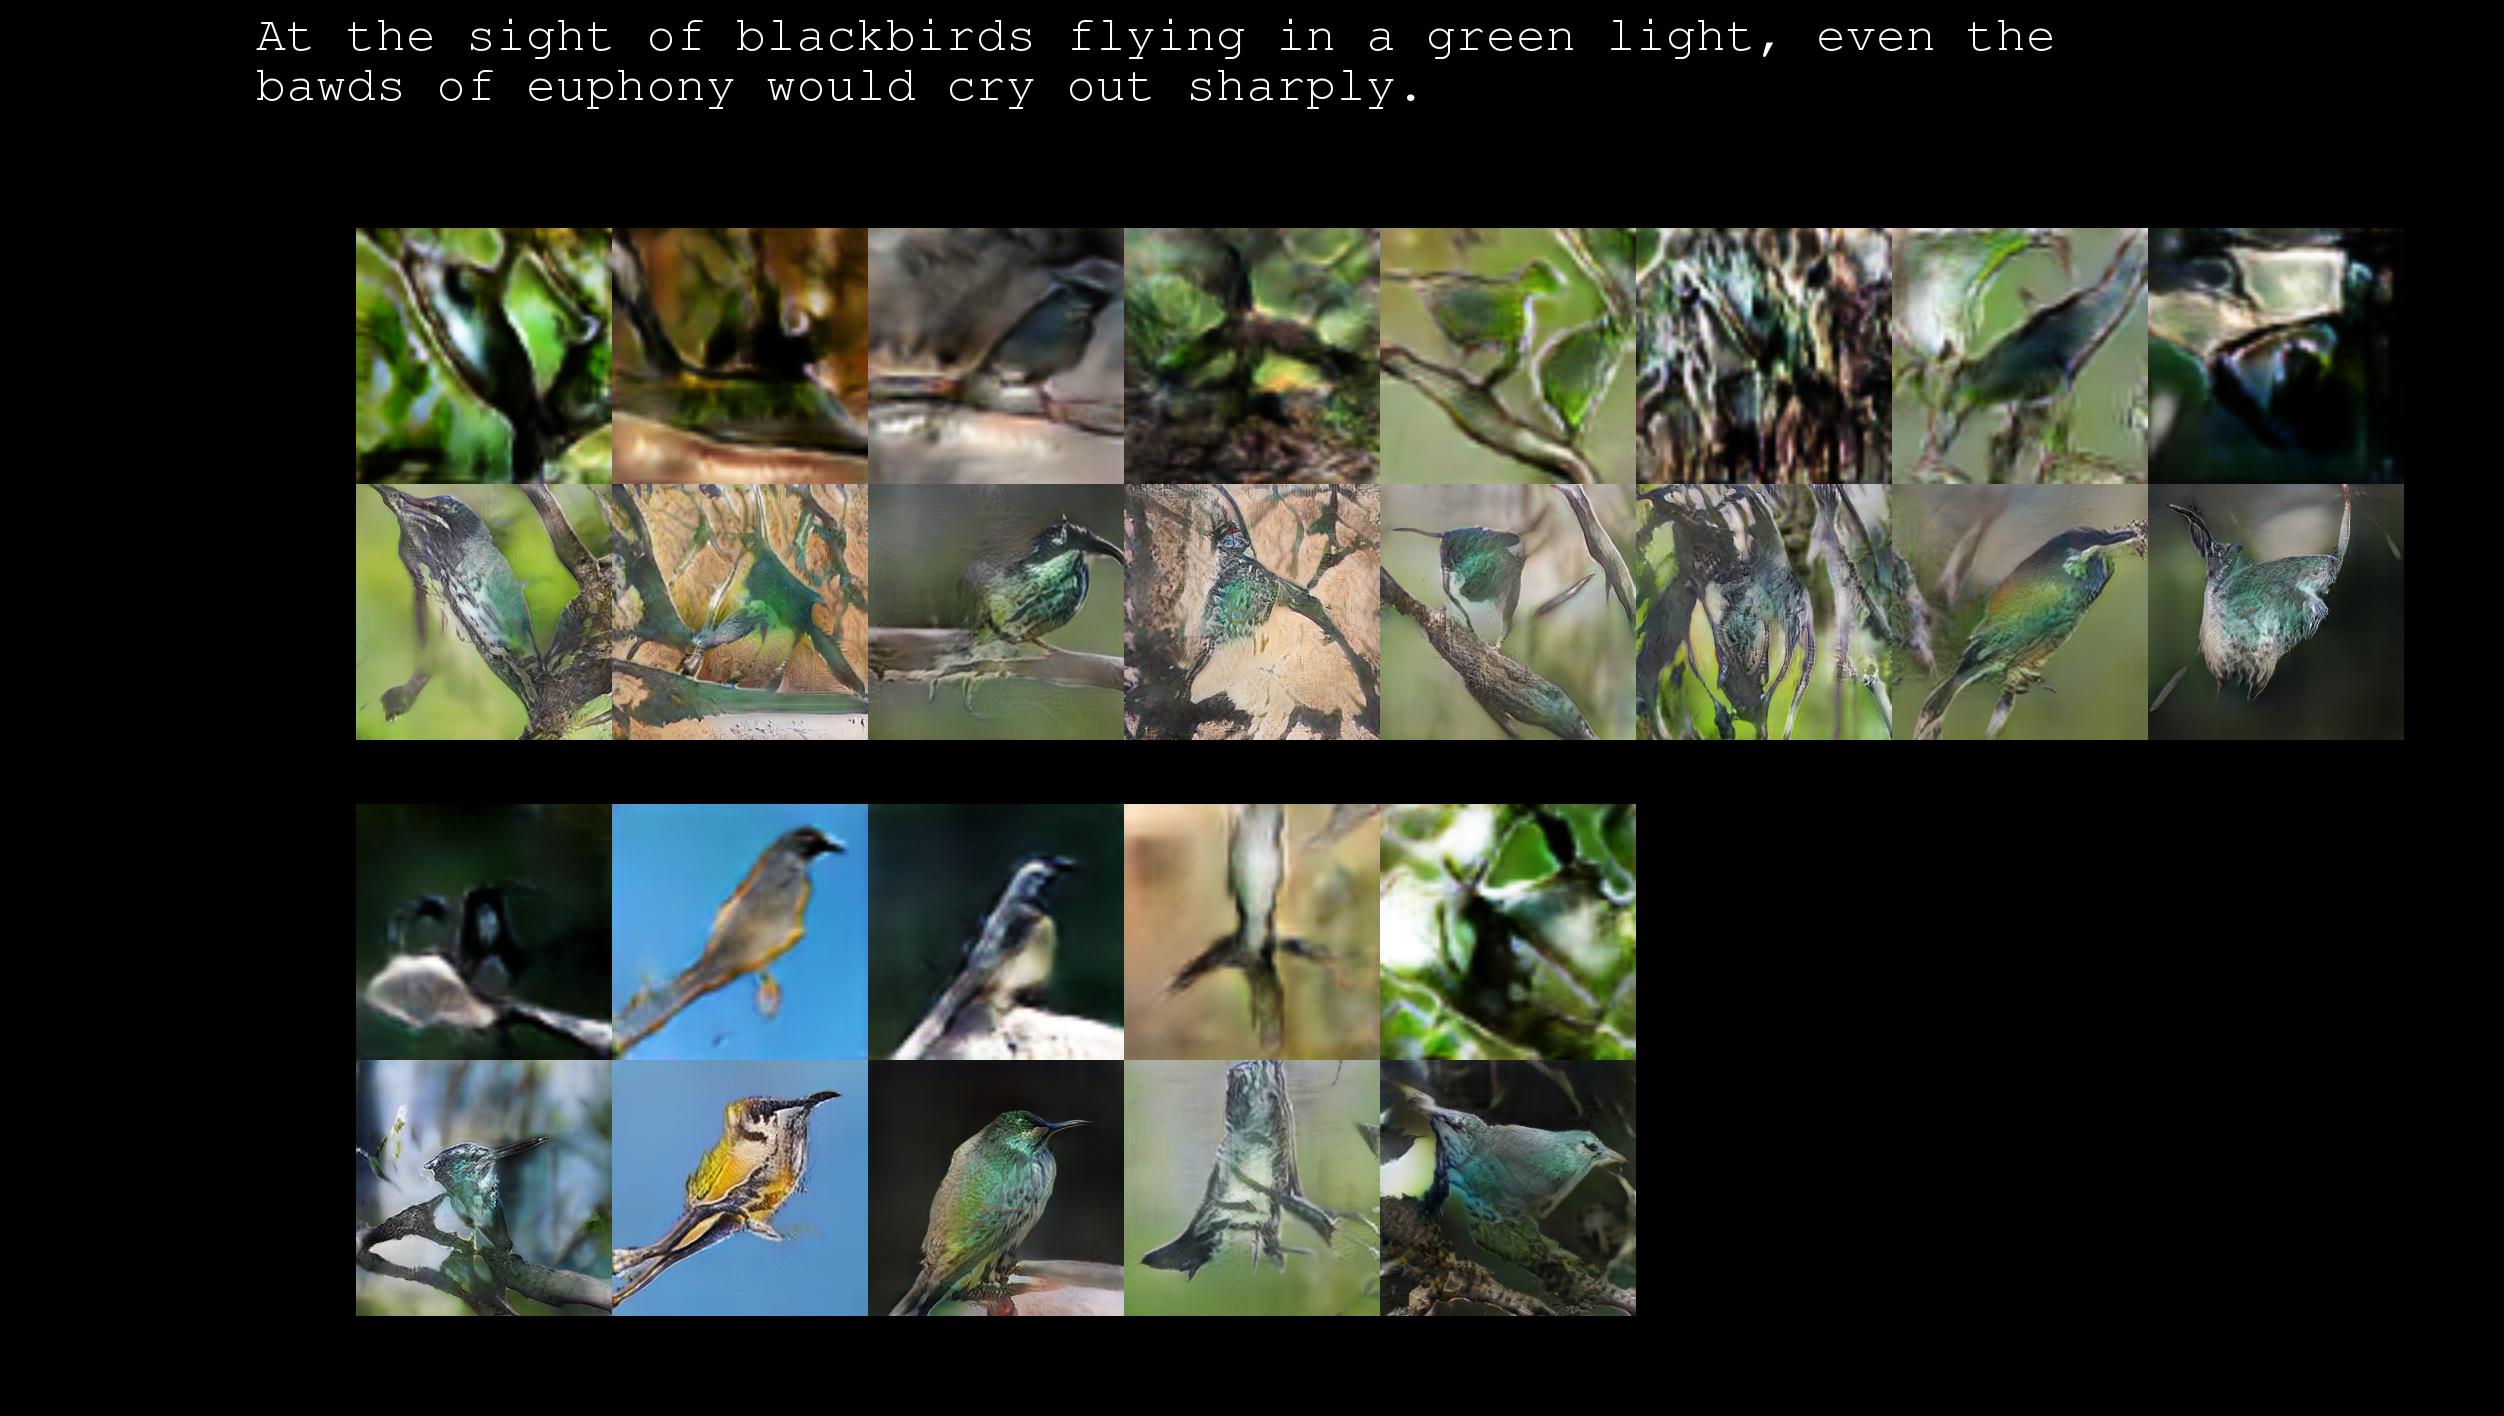 At the sight of blackbirds flying in a green light, even the
bawds of euphony would cry out sharply.